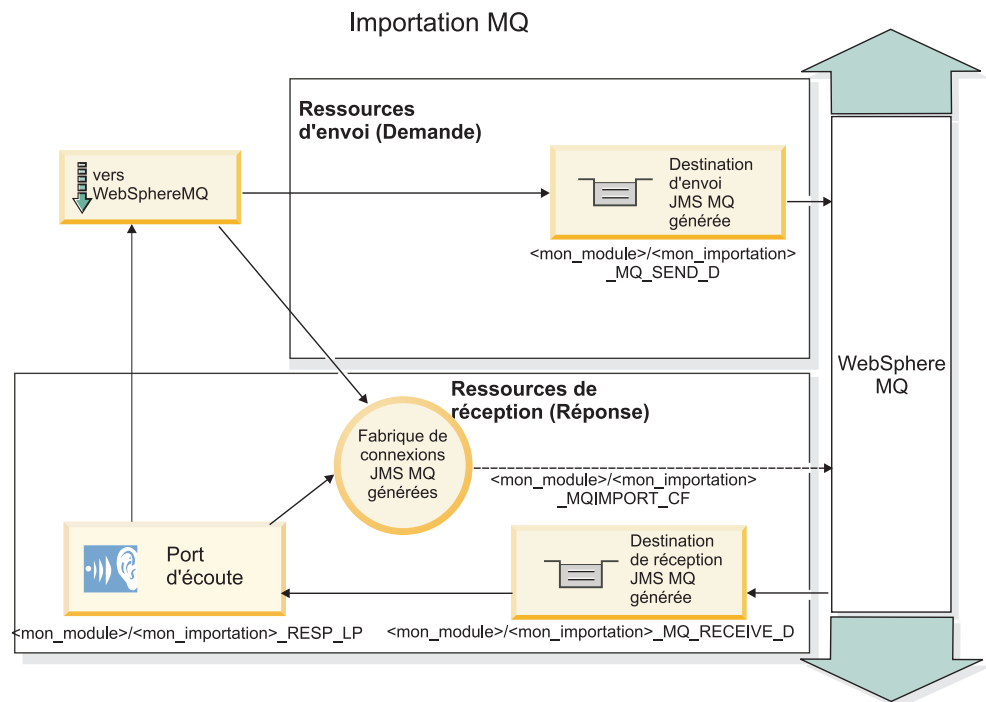 Importation MQ
Ressources
d'envoi (Demande)
vers
WebSphereMQ
Destination
d'envoi
JMS MQ
générée
<mon_module>/<mon_importation>
_MQ_SEND_D
WebSphere
MQ
Ressources de
réception (Réponse)
Fabrique de
connexions
JMS MQ
générées
<mon_module>/<mon_importation>
_MQIMPORT_CF
Port
d'écoute
Destination
de réception
JMS MQ
générée
<mon_module>/<mon_importation>_RESP_LP
<mon_module>/<mon_importation>_MQ_RECEIVE_D